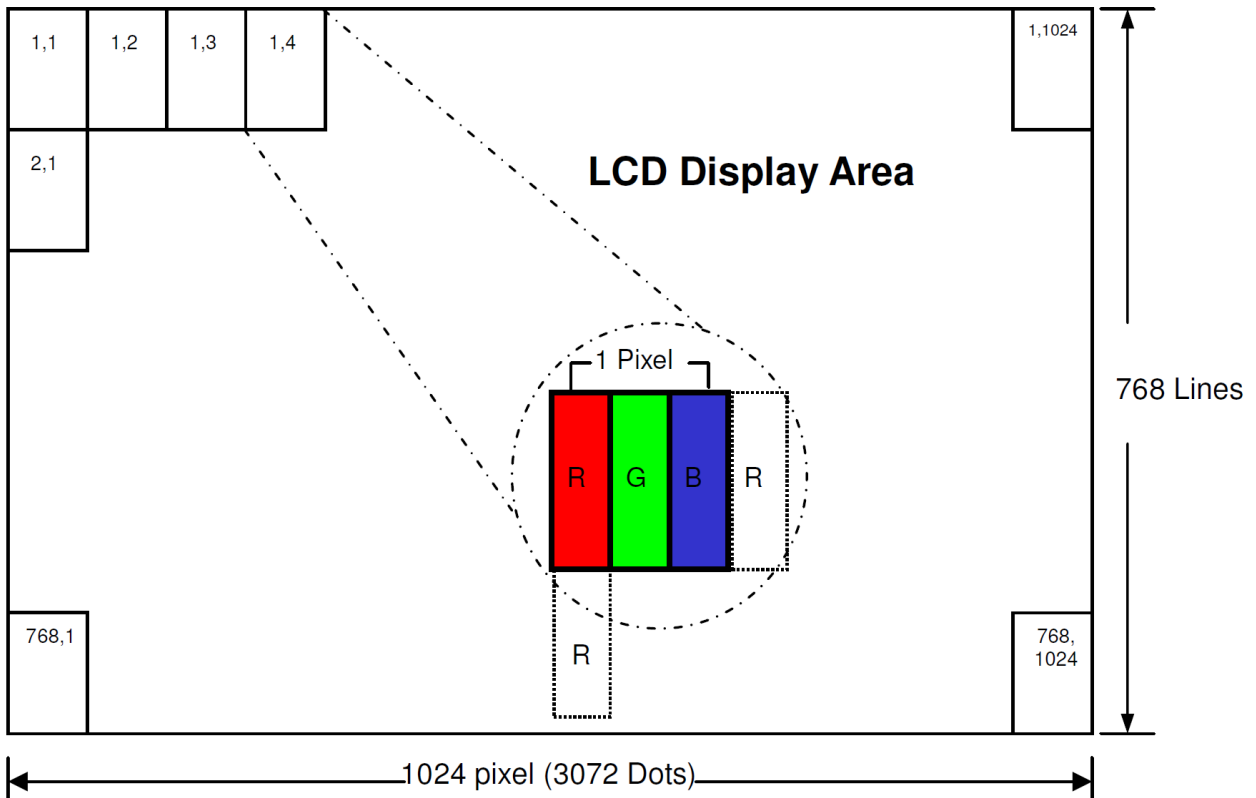 1,1 1,2 1,3 1,4 1,1024
2,1
LCD Display Area
1 Pixel
768 Lines
R G B R
R
768,1
768,
1024
1024 pixel (3072 Dots)